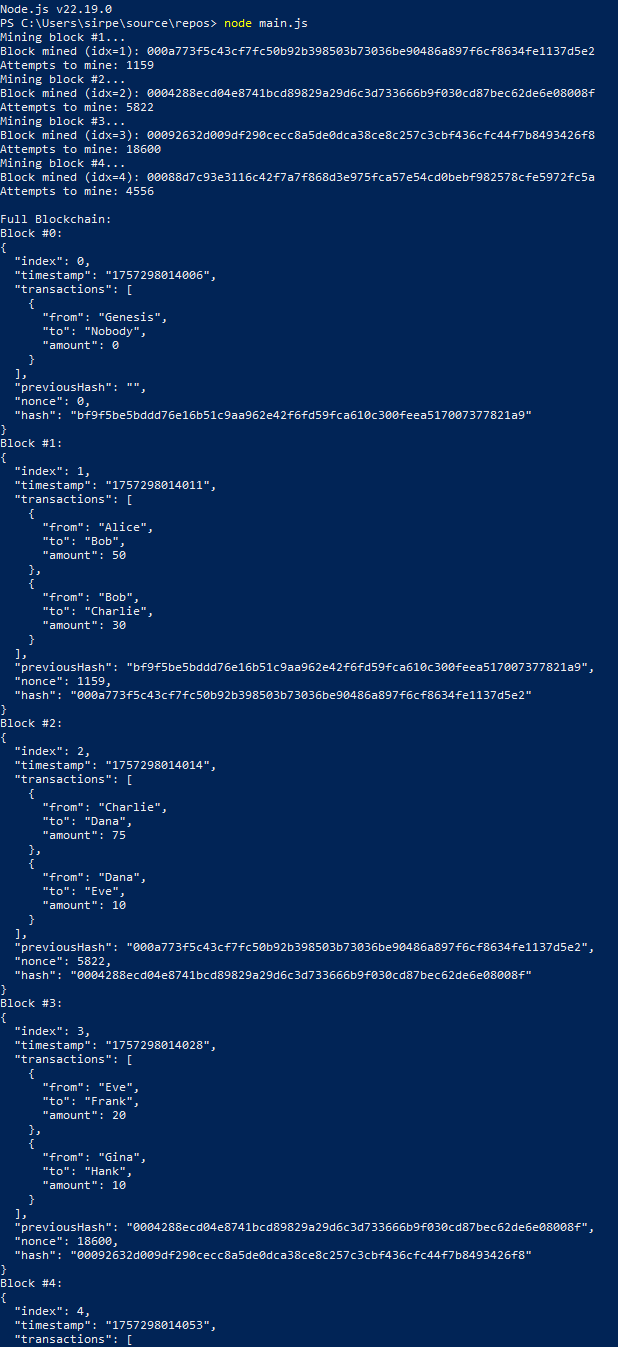 Node.js v22.19.0
PS C:\Users\sirpe\source\repos> node main.js
Mining block #1...
Block mined (idx=1): 000a773f5c43cf7fc50b92b398503b73036be90486a897f6cf8634fe1137d5e2
Attempts to mine: 1159
Mining block #2...
Block mined (idx=2): 0004288ecd04e8741bcd89829a29d6c3d733666b9f030cd87bec62de6e08008f
Attempts to mine: 5822
Mining block #3...
Block mined (idx=3): 00092632d009df290cecc8a5de0dca38ce8c257c3cbf436cfc44f7b8493426f8
Attempts to mine: 18600
Mining block #4...
Block mined (idx=4): 00088d7c93e3116c42f7a7f868d3e975fca57e54cd0bebf982578cfe5972fc5a
Attempts to mine: 4556

Full Blockchain:
Block #0:
{
  "index": 0,
  "timestamp": "1757298014006",
  "transactions": [
    {
      "from": "Genesis",
      "to": "Nobody",
      "amount": 0
    }
  ],
  "previousHash": "",
  "nonce": 0,
  "hash": "bf9f5be5bddd76e16b51c9aa962e42f6fd59fca610c300feea517007377821a9"
}
Block #1:
{
  "index": 1,
  "timestamp": "1757298014011",
  "transactions": [
    {
      "from": "Alice",
      "to": "Bob",
      "amount": 50
    },
    {
      "from": "Bob",
      "to": "Charlie",
      "amount": 30
    }
  ],
  "previousHash": "bf9f5be5bddd76e16b51c9aa962e42f6fd59fca610c300feea517007377821a9",
  "nonce": 1159,
  "hash": "000a773f5c43cf7fc50b92b398503b73036be90486a897f6cf8634fe1137d5e2"
}
Block #2:
{
  "index": 2,
  "timestamp": "1757298014014",
  "transactions": [
    {
      "from": "Charlie",
      "to": "Dana",
      "amount": 75
    },
    {
      "from": "Dana",
      "to": "Eve",
      "amount": 10
    }
  ],
  "previousHash": "000a773f5c43cf7fc50b92b398503b73036be90486a897f6cf8634fe1137d5e2",
  "nonce": 5822,
  "hash": "0004288ecd04e8741bcd89829a29d6c3d733666b9f030cd87bec62de6e08008f"
}
Block #3:
{
  "index": 3,
  "timestamp": "1757298014028",
  "transactions": [
    {
      "from": "Eve",
      "to": "Frank",
      "amount": 20
    },
    {
      "from": "Gina",
      "to": "Hank",
      "amount": 10
    }
  ],
  "previousHash": "0004288ecd04e8741bcd89829a29d6c3d733666b9f030cd87bec62de6e08008f",
  "nonce": 18600,
  "hash": "00092632d009df290cecc8a5de0dca38ce8c257c3cbf436cfc44f7b8493426f8"
}
Block #4:
{
  "index": 4,
  "timestamp": "1757298014053",
  "transactions": [